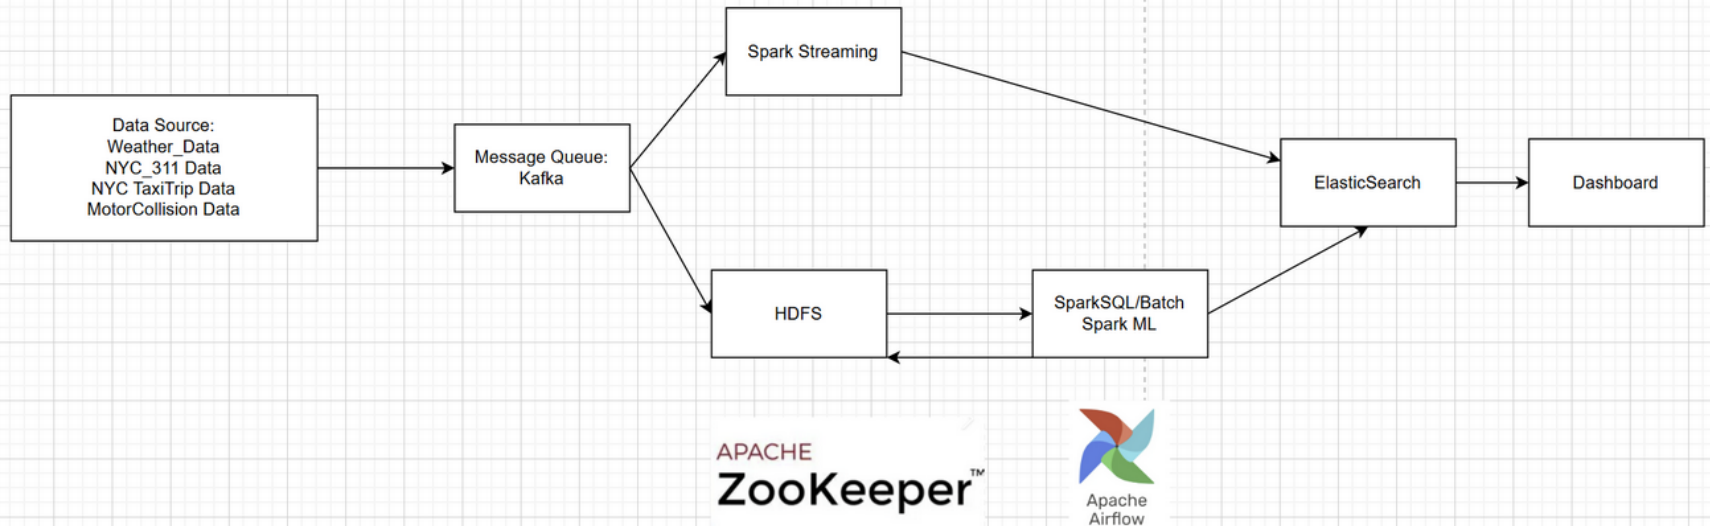 Spark Streaming
Data Source:
Weather_Data
NYC_311 Data
NYC TaxiTrip Data
MotorCollision Data
Message Queue:
Kafka
ElasticSearch
Dashboard
HDFS
SparkSQL/Batch
Spark ML
APACHE
ZooKeeper™
Apache
Airflow